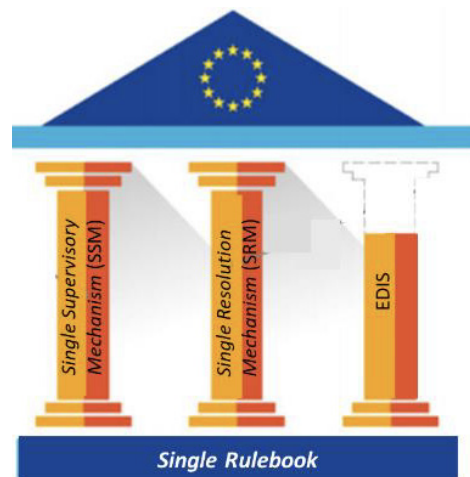 Single Supervisory
Mechanism (SSM)
Single Resolution
Mechanism (SRM)
EDIS
Single Rulebook